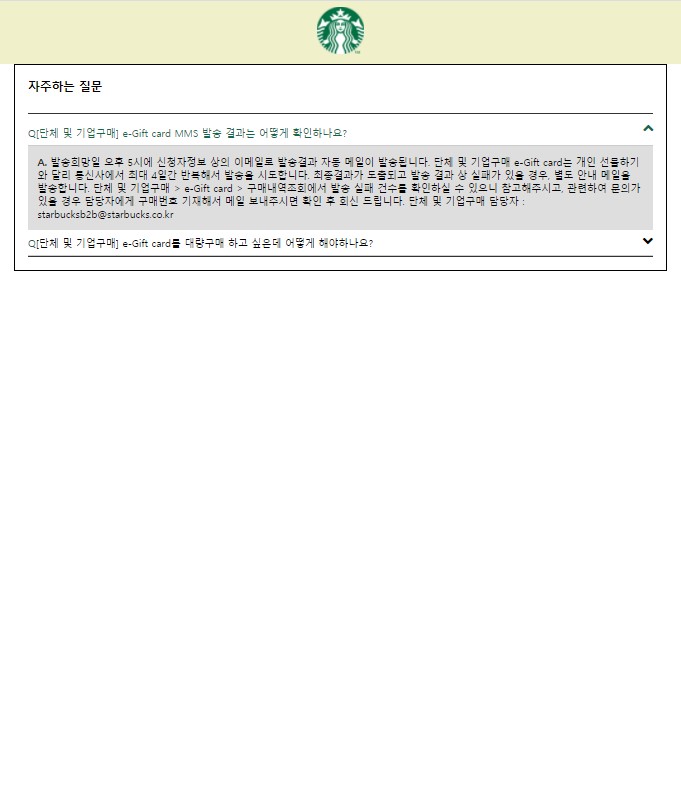 자주하는 질문
Q[단체 및 기업구매] e-Gift card MMS 발송 결과는 어떻게 확인하나요?
A. 발송희망일 오후 5시에 신청자정보 상의 이메일로 발송결과 자동 메일이 발송됩니다. 단체 및 기업구매 e-Gift card는 개인 선물하기
와 달리 통신사에서 최대 4일간 반복해서 발송을 시도합니다. 최종결과가 도출되고 발송 결과 상 실패가 있을 경우, 별도 안내 메일을
발송합니다. 단체 및 기업구매 > e-Gift card > 구매내역조회에서 발송 실패 건수를 확인하실 수 있으니 참고해주시고, 관련하여 문의가
있을 경우 담당자에게 구매번호 기재해서 메일 보내주시면 확인 후 회신 드립니다. 단체 및 기업구매 담당자 :
starbucksb2b@starbucks.co.kr
Q[단체 및 기업구매] e-Gift card를 대량구매 하고 싶은데 어떻게 해야하나요?